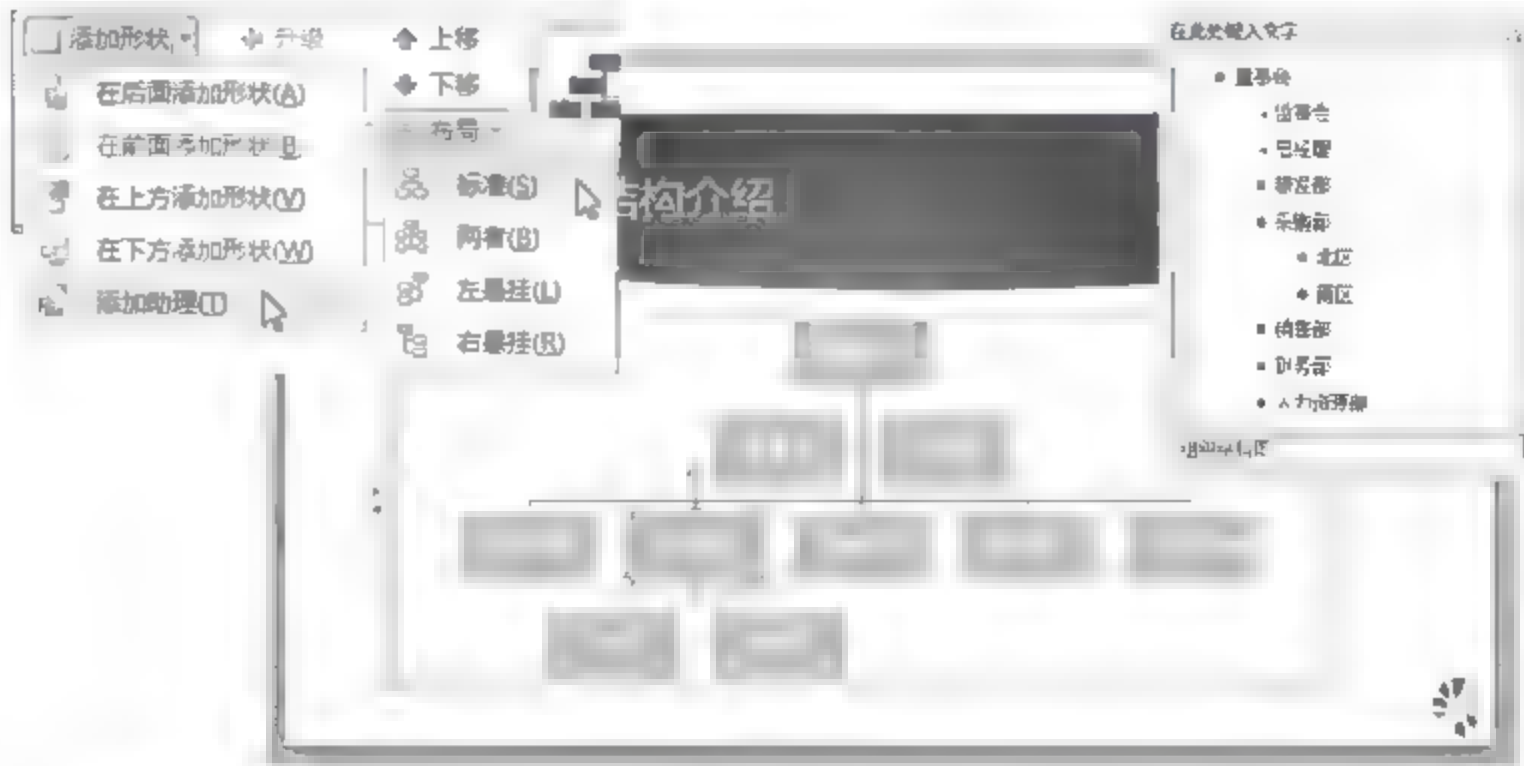 添加形状
升级
上移
下移
在后面添加形状(A)
在前面添加形状(B)
在上方添加形状(V)
在下方添加形状(W)
添加助理(T)
布局
标准(S)
两者(B)
左悬挂(L)
右悬挂(R)
结构介绍
在此处键入文字
董事会
监事会
总经理
研发部
采购部
北区
南区
销售部
财务部
人力资源部